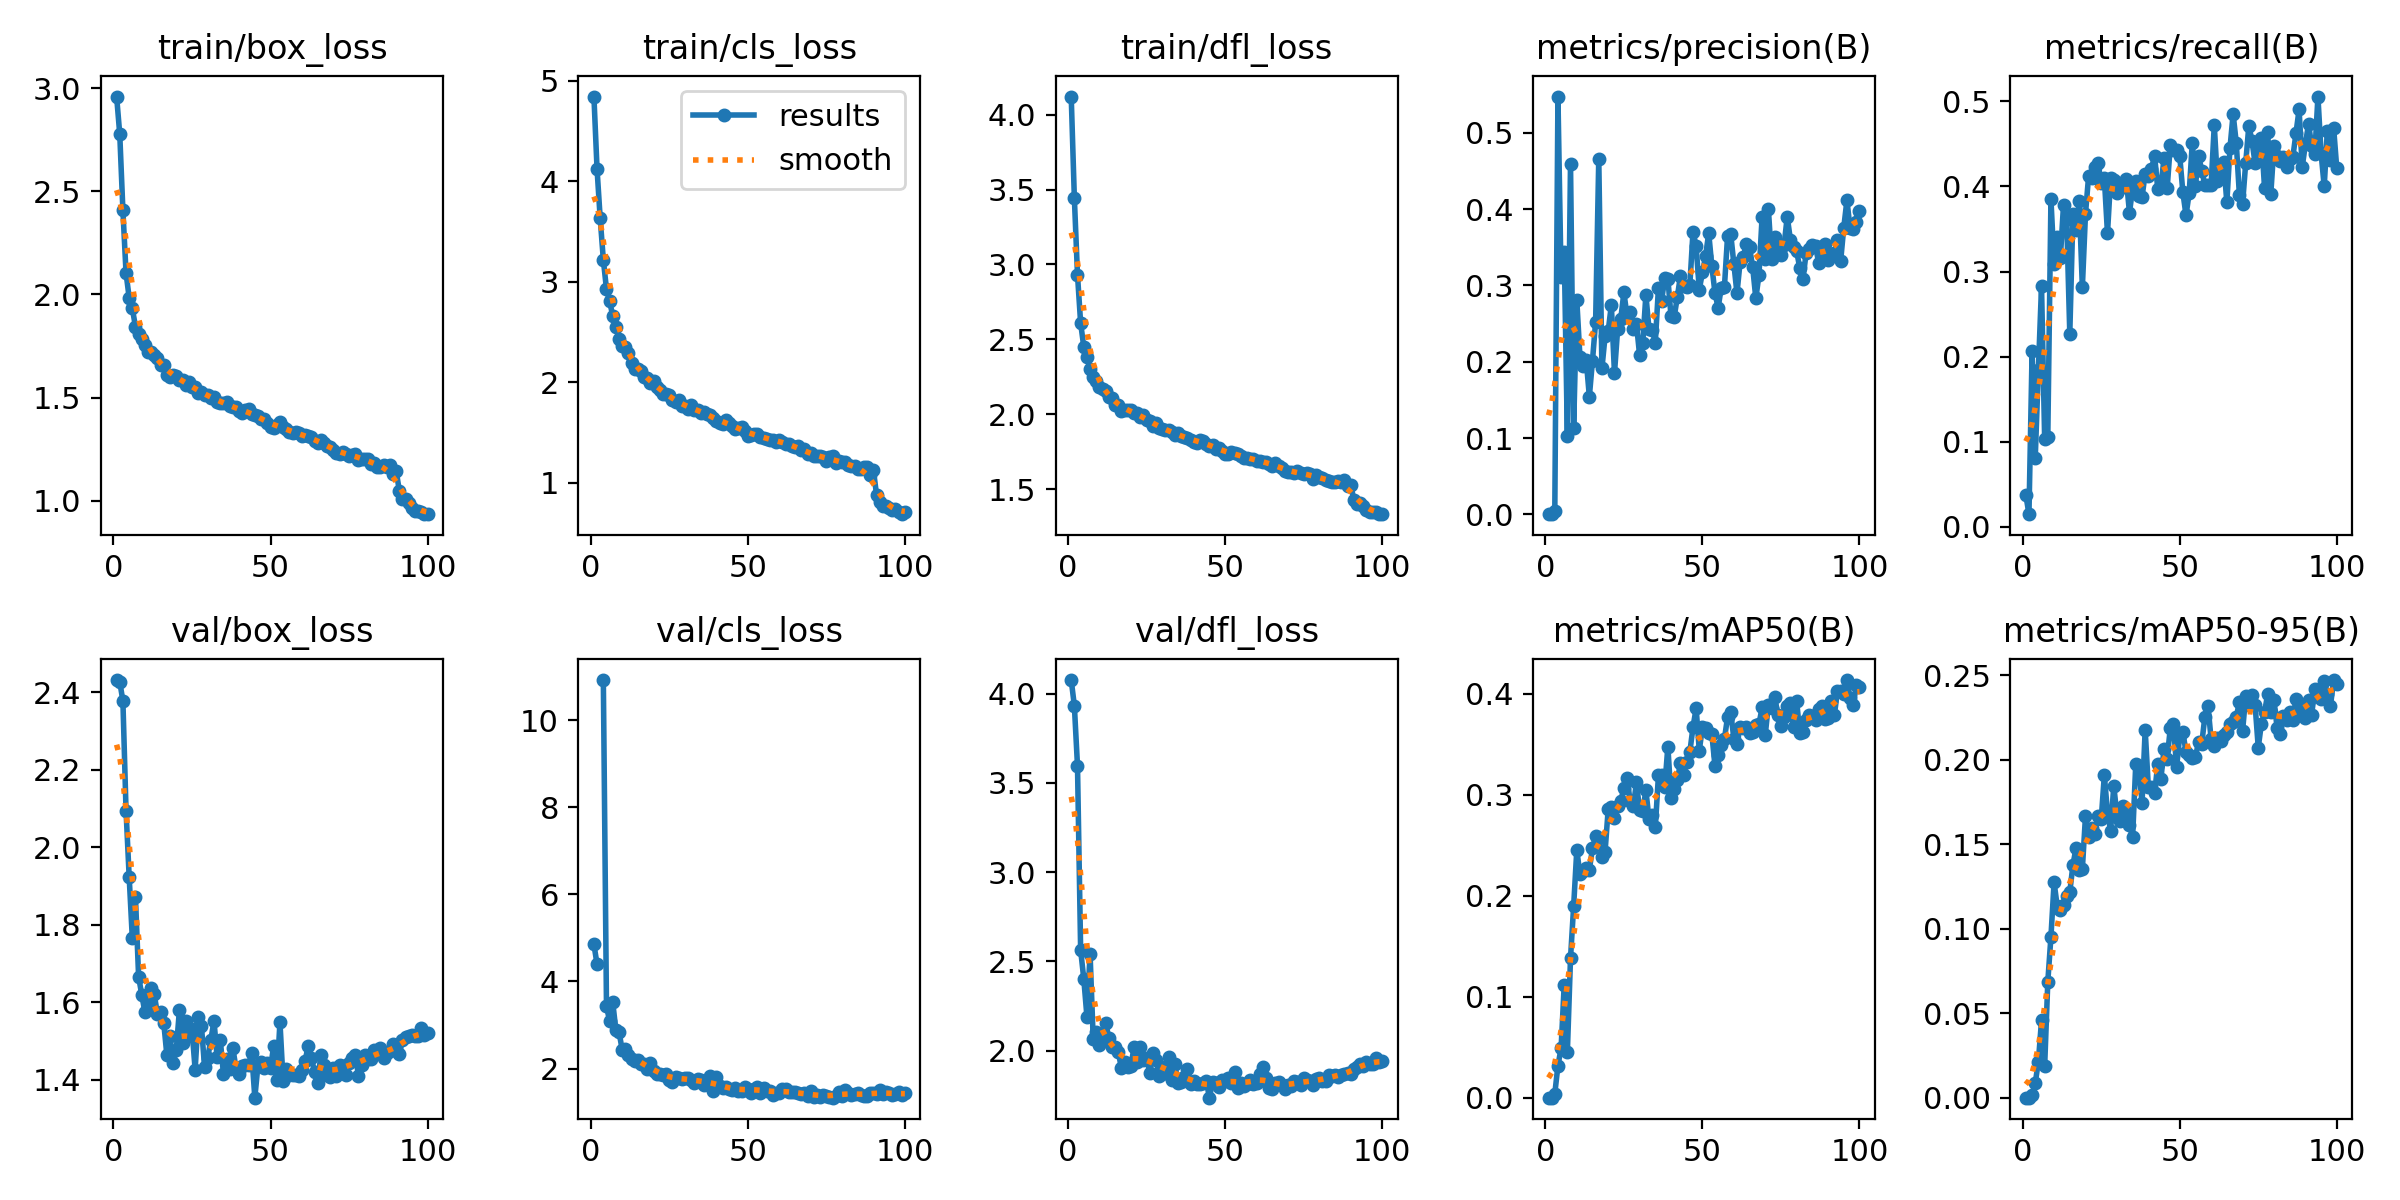 train/box_loss
3.0
2.5
2.0
1.5
1.0
0 50 100
train/cls_loss
results
smooth
5
4
3
2
1
0 50 100
train/dfl_loss
4.0
3.5
3.0
2.5
2.0
1.5
0 50 100
metrics/precision(B)
0.5
0.4
0.3
0.2
0.1
0.0
0 50 100
metrics/recall(B)
0.5
0.4
0.3
0.2
0.1
0.0
0 50 100
val/box_loss
2.4
2.2
2.0
1.8
1.6
1.4
0 50 100
val/cls_loss
10
8
6
4
2
0 50 100
val/dfl_loss
4.0
3.5
3.0
2.5
2.0
0 50 100
metrics/mAP50(B)
0.4
0.3
0.2
0.1
0.0
0 50 100
metrics/mAP50-95(B)
0.25
0.20
0.15
0.10
0.05
0.00
0 50 100